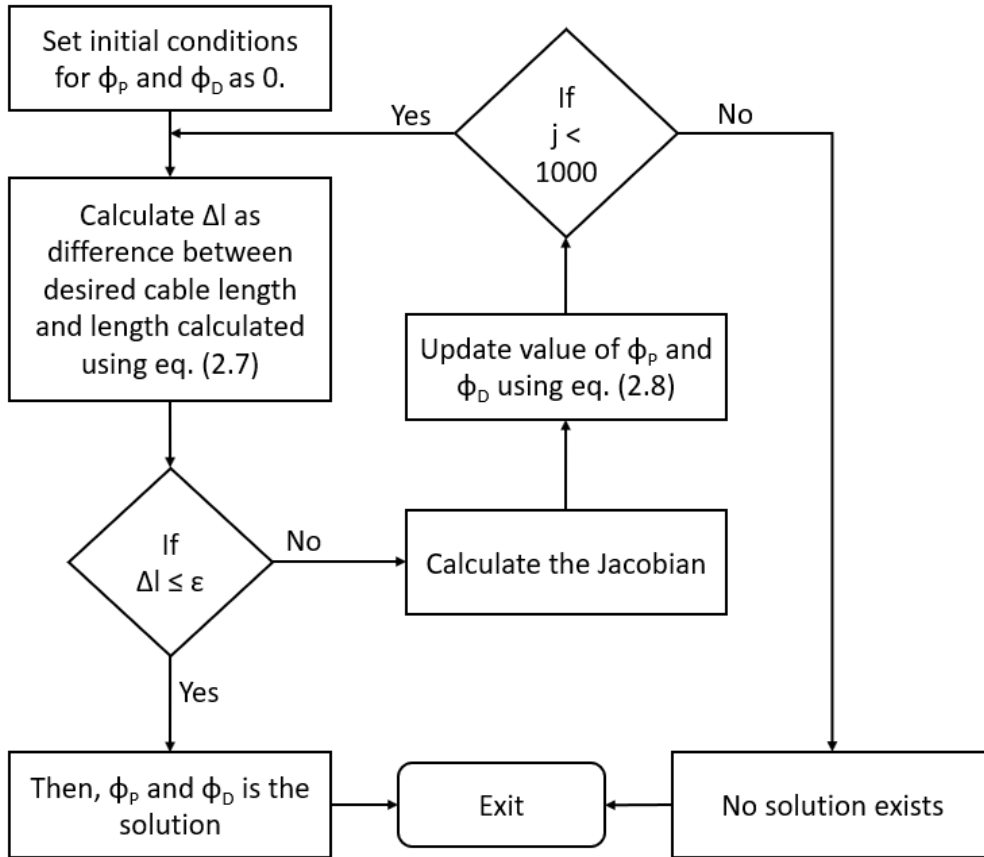 Set initial conditions
for ϕP and ϕD as 0.
Calculate Δl as
difference between
desired cable length
and length calculated
using eq. (2.7)
If
Δl ≤ ε
Yes
No
Then, ϕP and ϕD is the
solution
Calculate the Jacobian
Update value of ϕP and
ϕD using eq. (2.8)
If
j <
1000
Yes
No
No solution exists
Exit